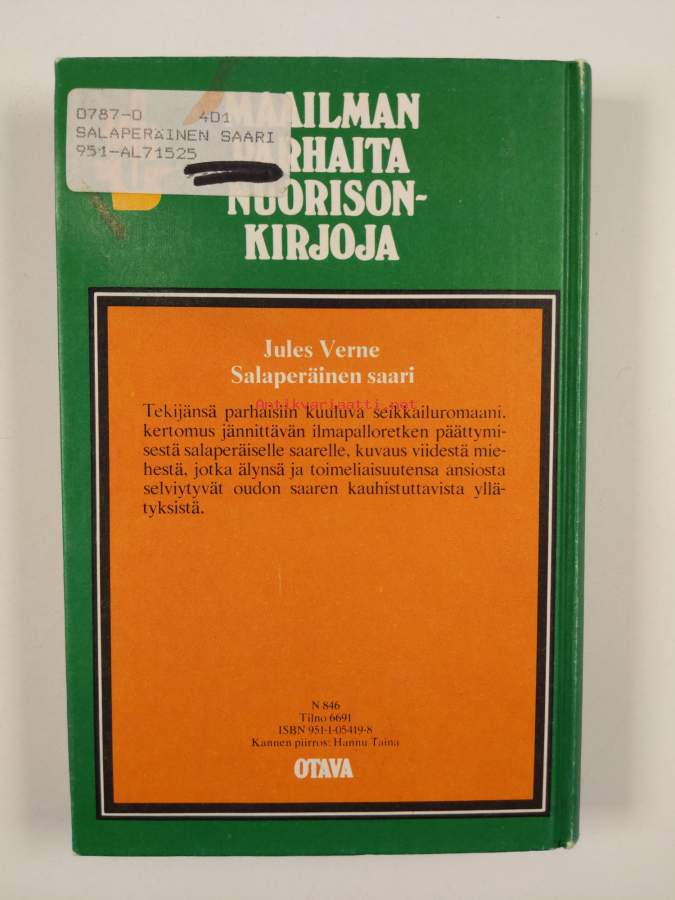 0787-0 4D1
SALAPERÄINEN SAARI
951-AL71525
MAAILMAN
NUORISON-
KIRJOJA
Jules Verne
Salaperäinen saari
Antikvariaatti.net
Tekijänsä parhaisiin kuuluva seikkailuromaani,
kertomus jännittävän ilmapalloretken päättymi-
sestä salaperäiselle saarelle, kuvaus viidestä mie-
hestä, jotka älynsä ja toimeliaisuutensa ansiosta
selviytyvät oudon saaren kauhistuttavista yllä-
tyksistä.
N 846
Tilno 6691
ISBN 951-1-05419-8
Kannen piirros: Hannu Taina
OTAVA